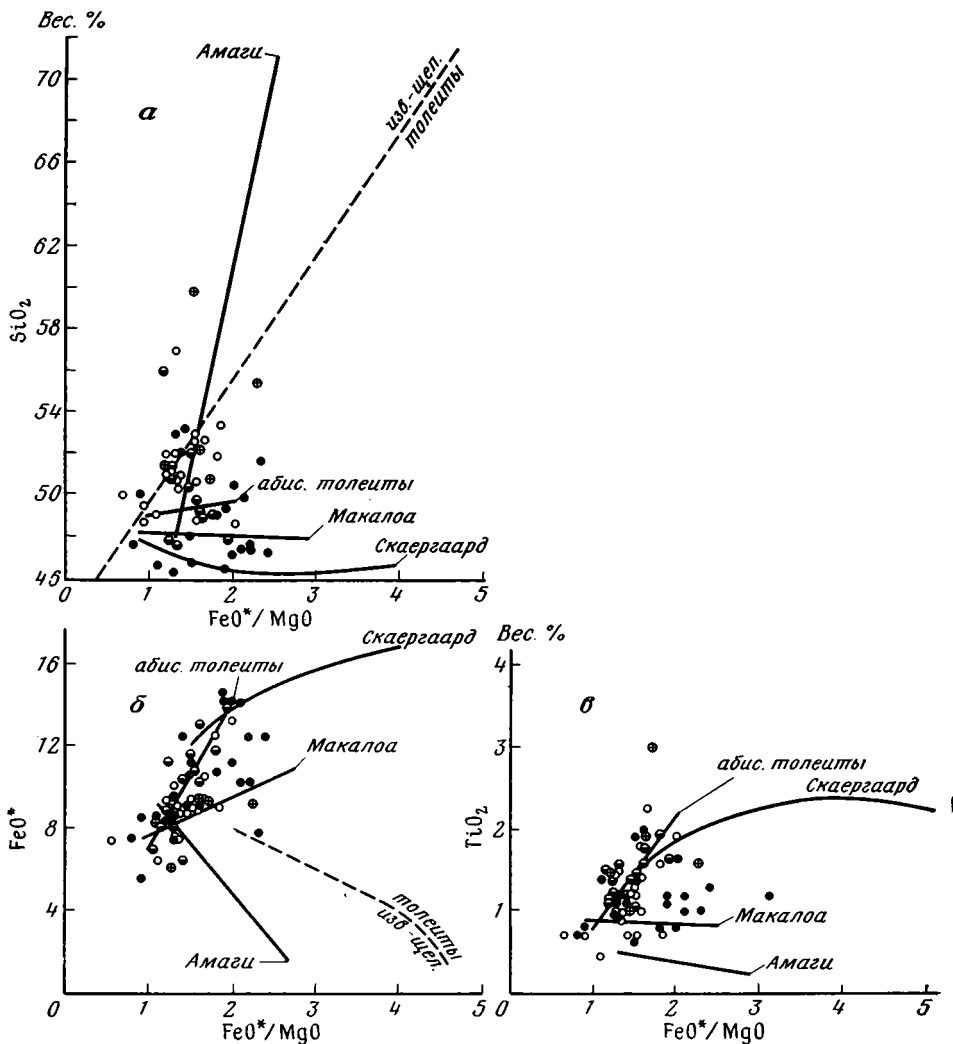 Вес. %
Амаги
а
изв.-щел.
толеиты
70
66
62
58
54
50
46
SiO₂
абис. толеиты
Макалоа
Скаергаард
0 1 2 3 4 5
FeO*/MgO
Скаергаард
абис. толеиты
б
16
12
8
4
FeO*
Макалоа
толеиты
изв.-щел.
Амаги
0 1 2 3 4 5
FeO*/MgO
Вес. %
в
4
3
2
1
TiO₂
абис. толеиты
Скаергаард
Макалоа
Амаги
0 1 2 3 4 5
FeO*/MgO